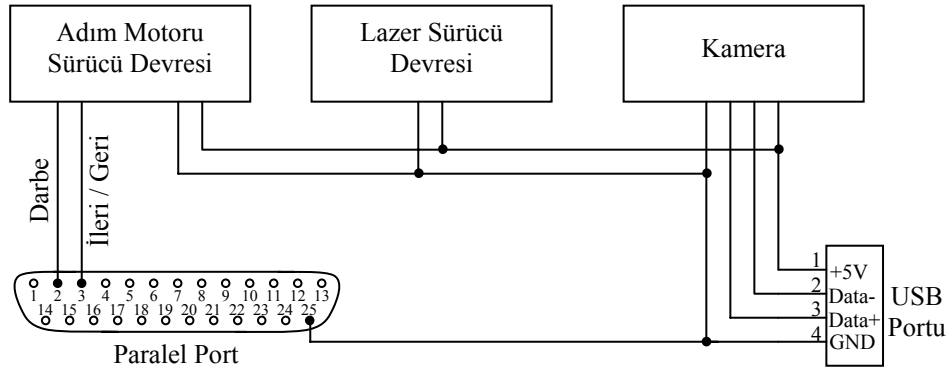 Adım Motoru
Sürücü Devresi
Lazer Sürücü
Devresi
Kamera
Darbe
İleri / Geri
1 2 3 4 5 6 7 8 9 10 11 12 13
14 15 16 17 18 19 20 21 22 23 24 25
Paralel Port
1 +5V
2 Data-
3 Data+
4 GND
USB
Portu